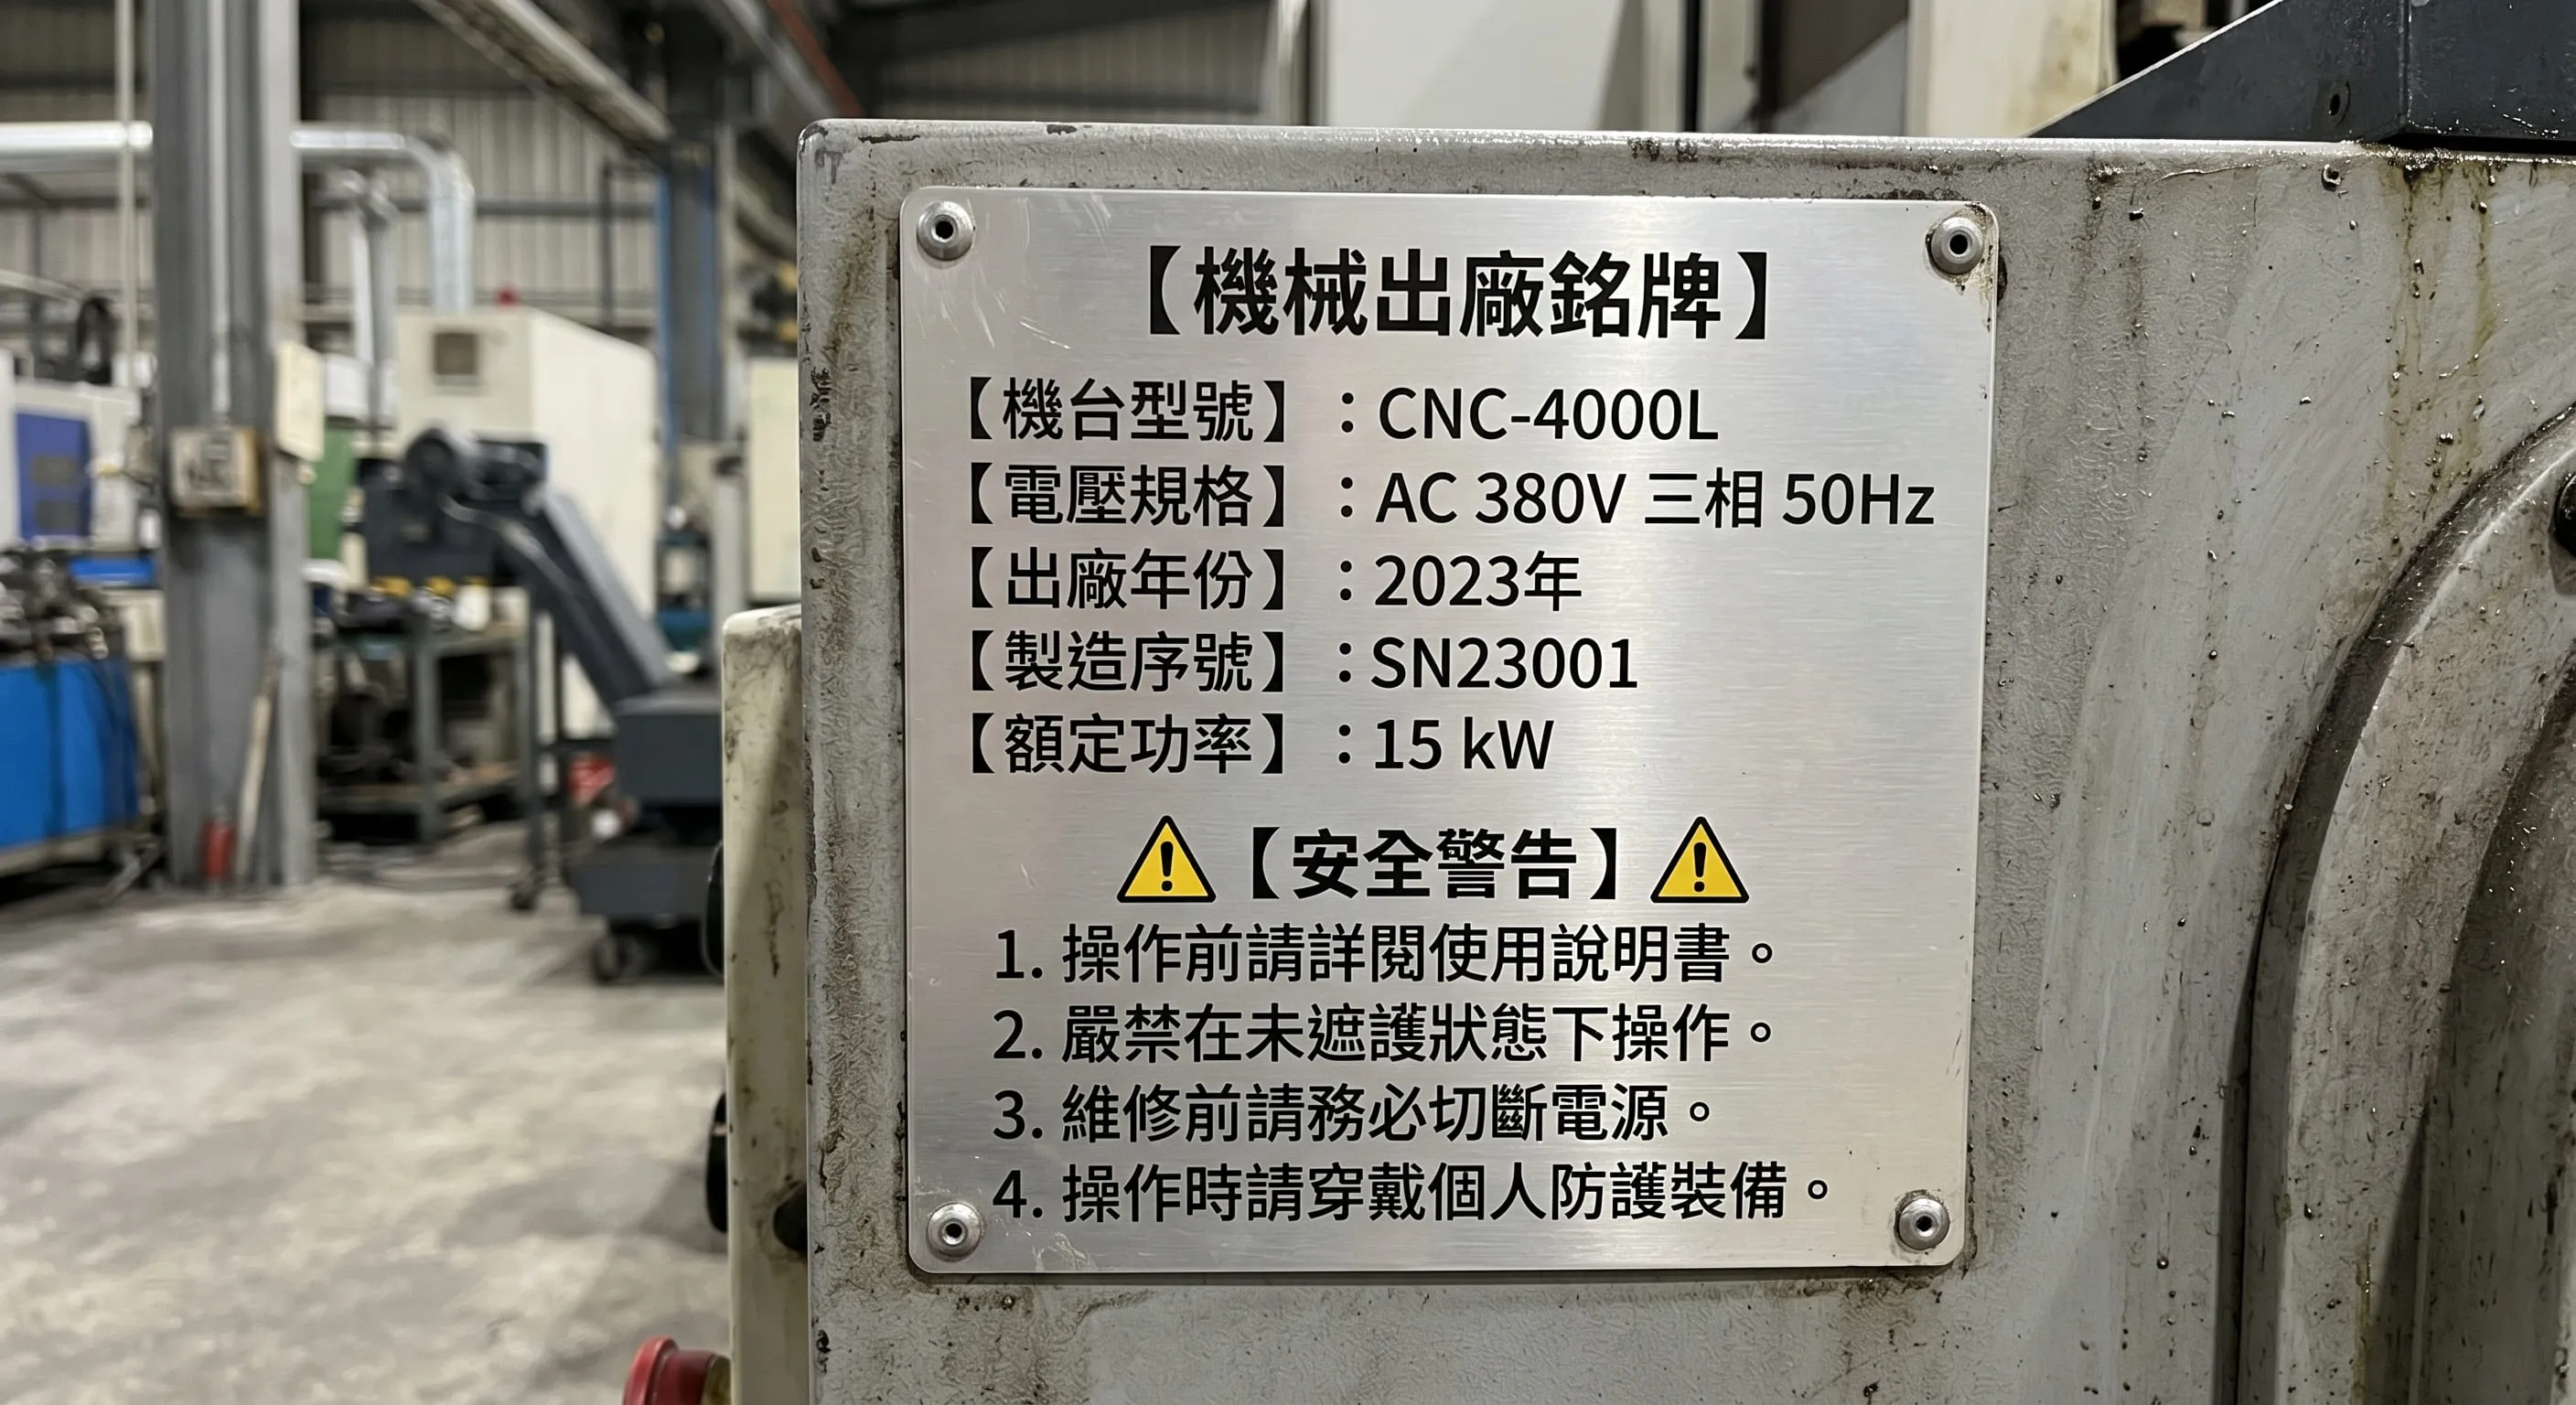 【機械出廠銘牌】
【機台型號】：CNC-4000L
【電壓規格】：AC 380V 三相 50Hz
【出廠年份】：2023年
【製造序號】：SN23001
【額定功率】：15 kW
【安全警告】
1. 操作前請詳閱使用說明書。
2. 嚴禁在未遮護狀態下操作。
3. 維修前請務必切斷電源。
4. 操作時請穿戴個人防護裝備。